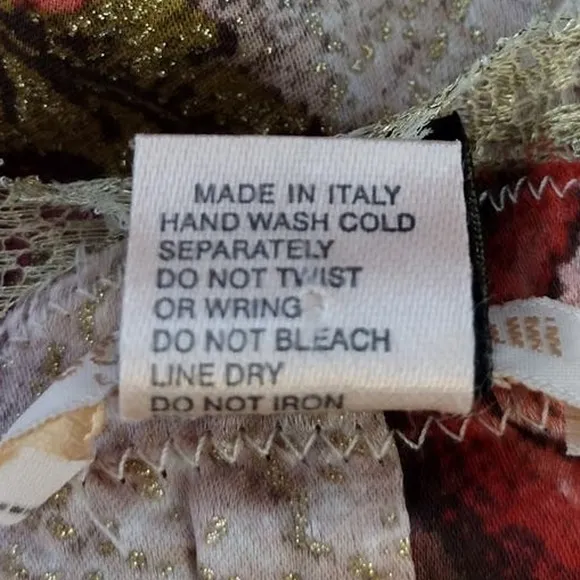 MADE IN ITALY
HAND WASH COLD
SEPARATELY
DO NOT TWIST
OR WRING
DO NOT BLEACH
LINE DRY
DO NOT IRON